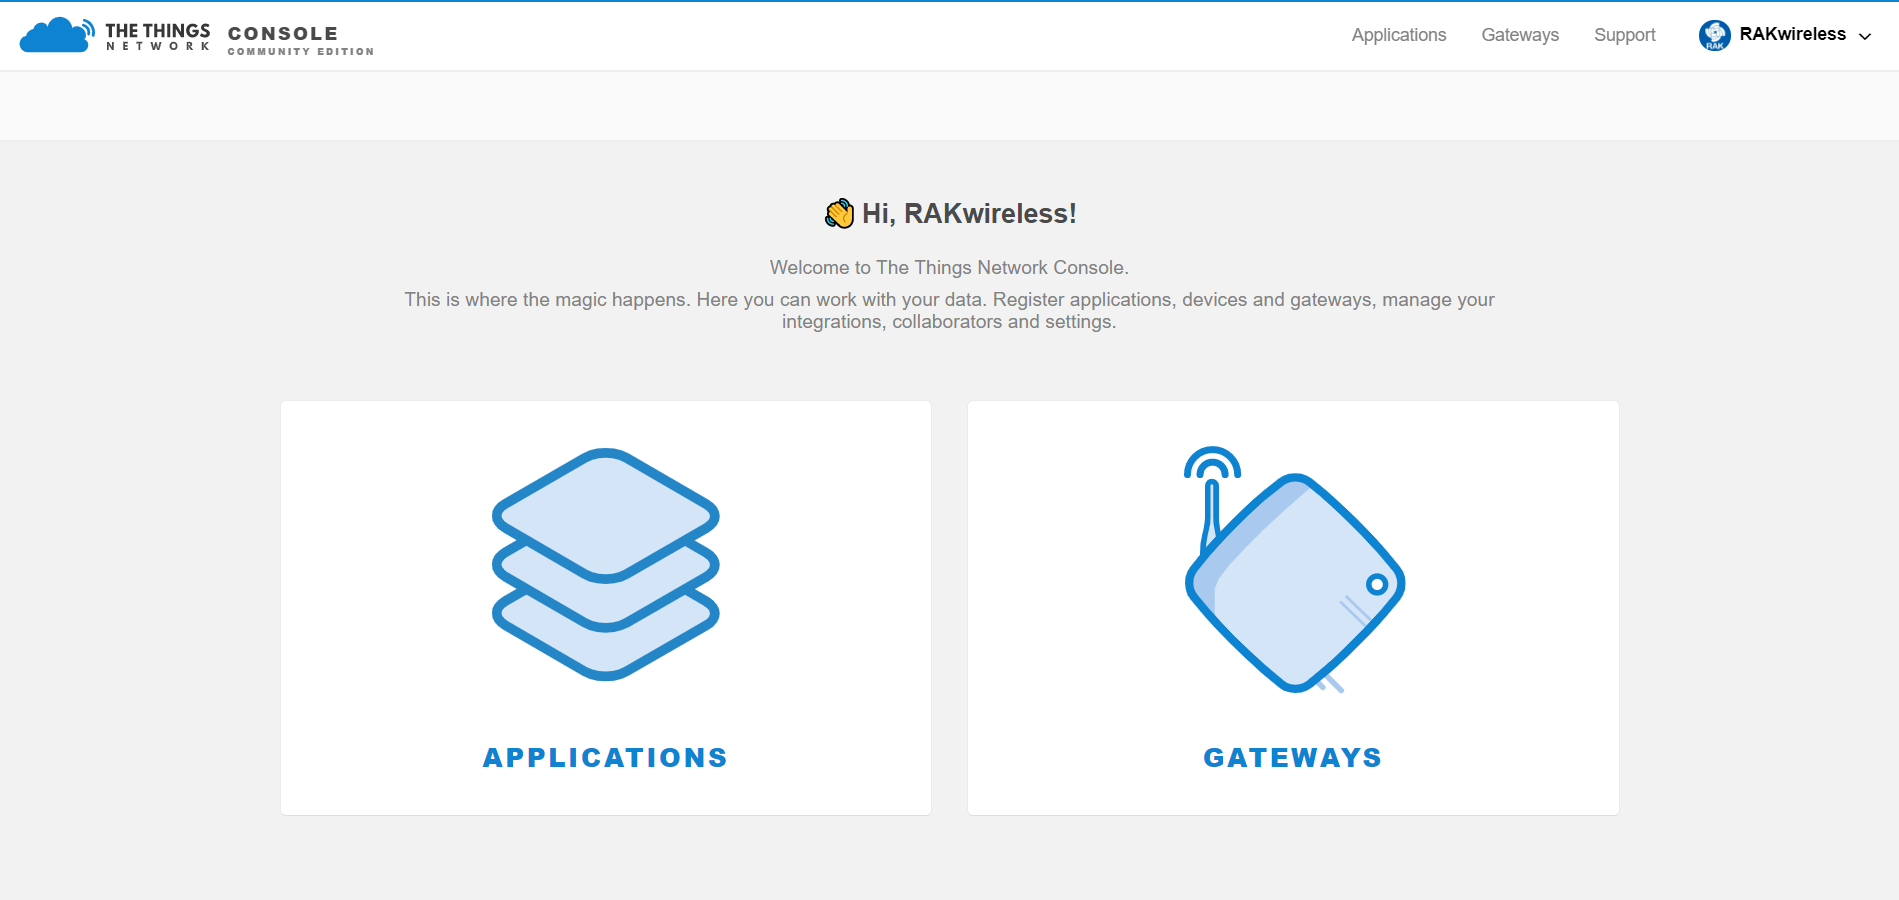 THE THINGS
NETWORK
CONSOLE
COMMUNITY EDITION
Applications
Gateways
Support
RAK
RAKwireless
Hi, RAKwireless!
Welcome to The Things Network Console.
This is where the magic happens. Here you can work with your data. Register applications, devices and gateways, manage your
integrations, collaborators and settings.
APPLICATIONS
GATEWAYS